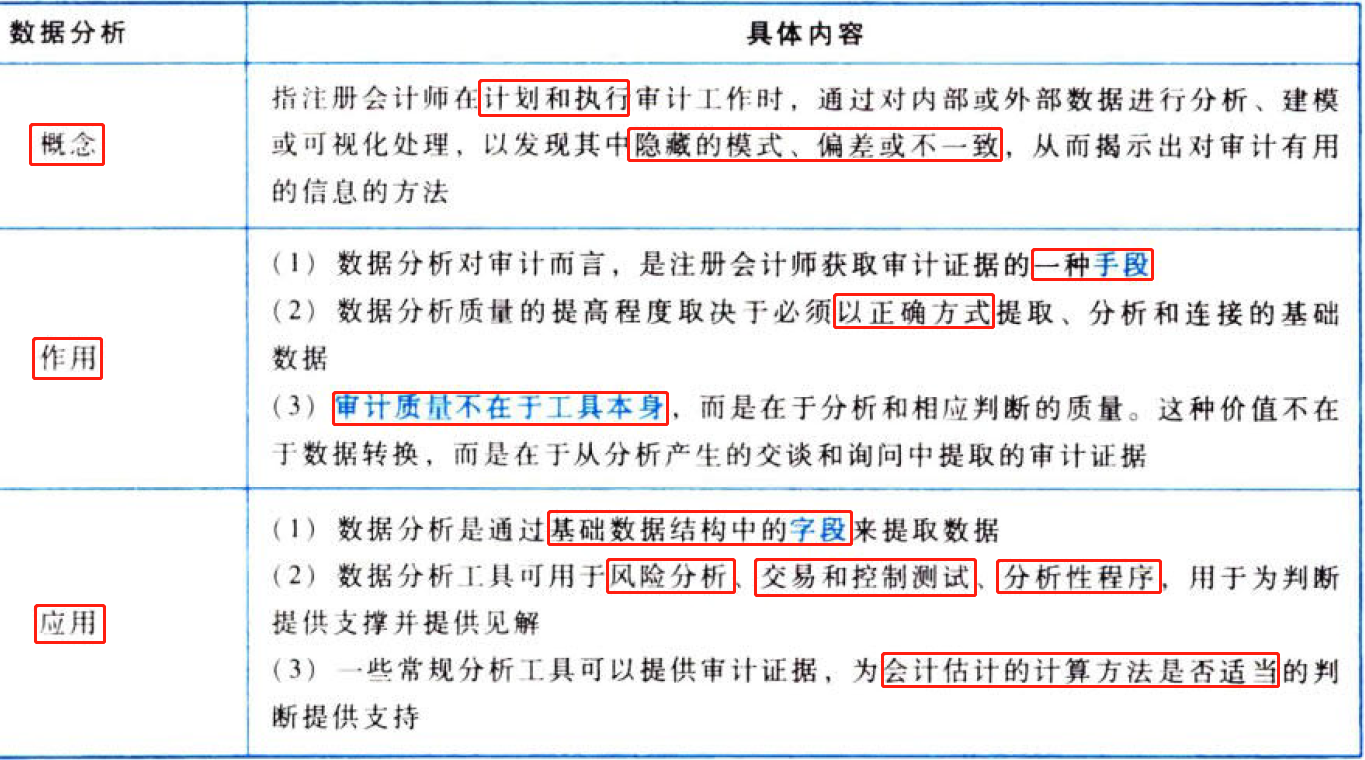 数据分析
具体内容
概念
指注册会计师在计划和执行审计工作时，通过对内部或外部数据进行分析、建模
或可视化处理，以发现其中隐藏的模式、偏差或不一致，从而揭示出对审计有用
的信息的方法
作用
（1）数据分析对审计而言，是注册会计师获取审计证据的一种手段
（2）数据分析质量的提高程度取决于必须以正确方式提取、分析和连接的基础
数据
（3）审计质量不在于工具本身，而是在于分析和相应判断的质量。这种价值不在
于数据转换，而是在于从分析产生的交谈和询问中提取的审计证据
应用
（1）数据分析是通过基础数据结构中的字段来提取数据
（2）数据分析工具可用于风险分析、交易和控制测试、分析性程序，用于为判断
提供支撑并提供见解
（3）一些常规分析工具可以提供审计证据，为会计估计的计算方法是否适当的判
断提供支持